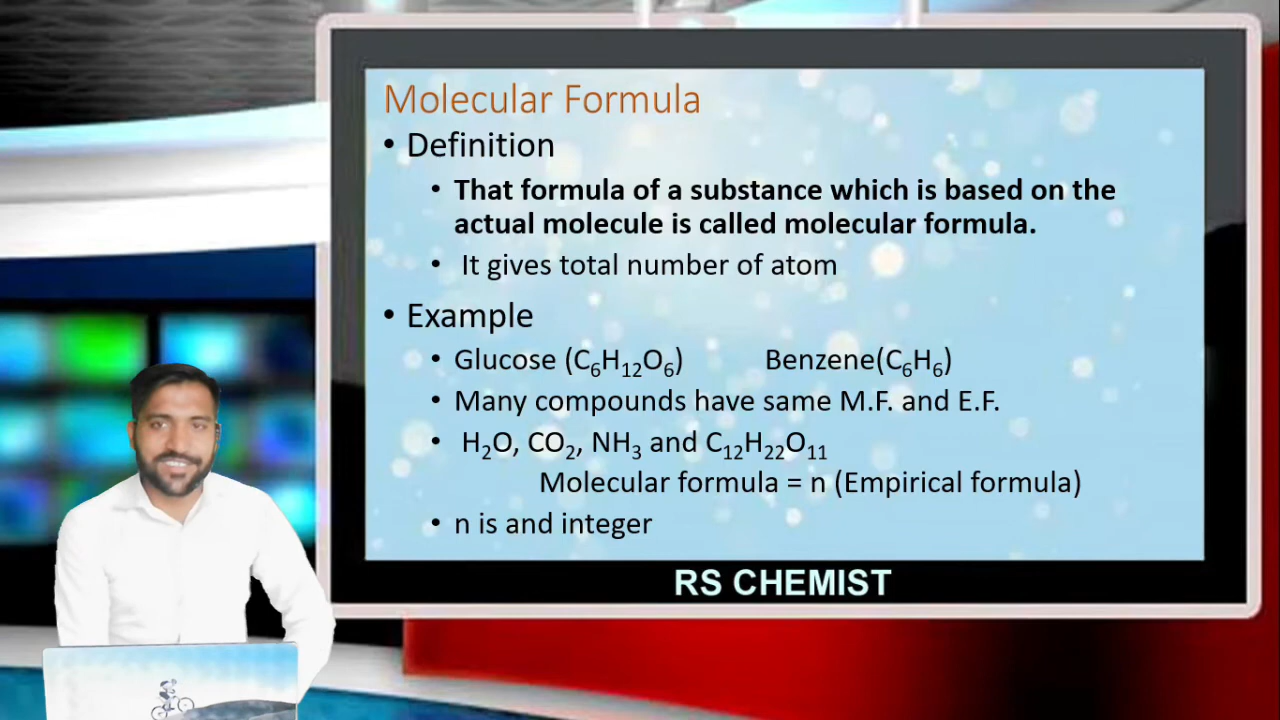 Molecular Formula
• Definition
• That formula of a substance which is based on the
actual molecule is called molecular formula.
• It gives total number of atom
• Example
• Glucose (C₆H₁₂O₆) Benzene(C₆H₆)
• Many compounds have same M.F. and E.F.
• H₂O, CO₂, NH₃ and C₁₂H₂₂O₁₁
Molecular formula = n (Empirical formula)
• n is and integer
RS CHEMIST